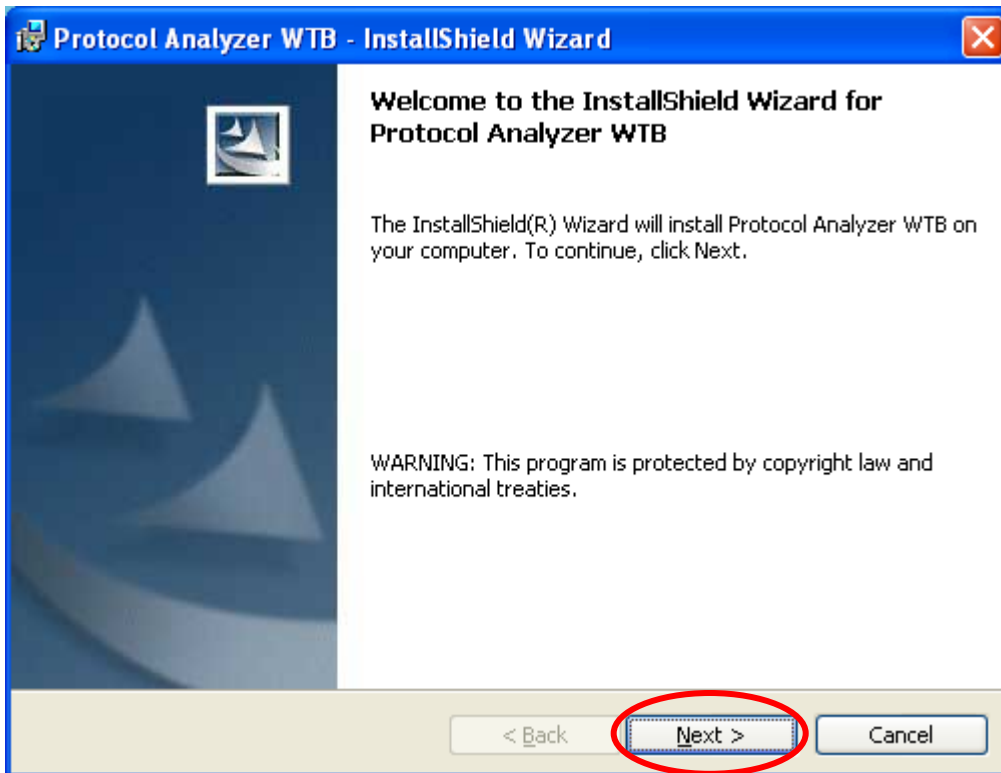 Protocol Analyzer WTB - InstallShield Wizard
Welcome to the InstallShield Wizard for
Protocol Analyzer WTB
The InstallShield(R) Wizard will install Protocol Analyzer WTB on
your computer. To continue, click Next.
WARNING: This program is protected by copyright law and
international treaties.
< Back Next > Cancel